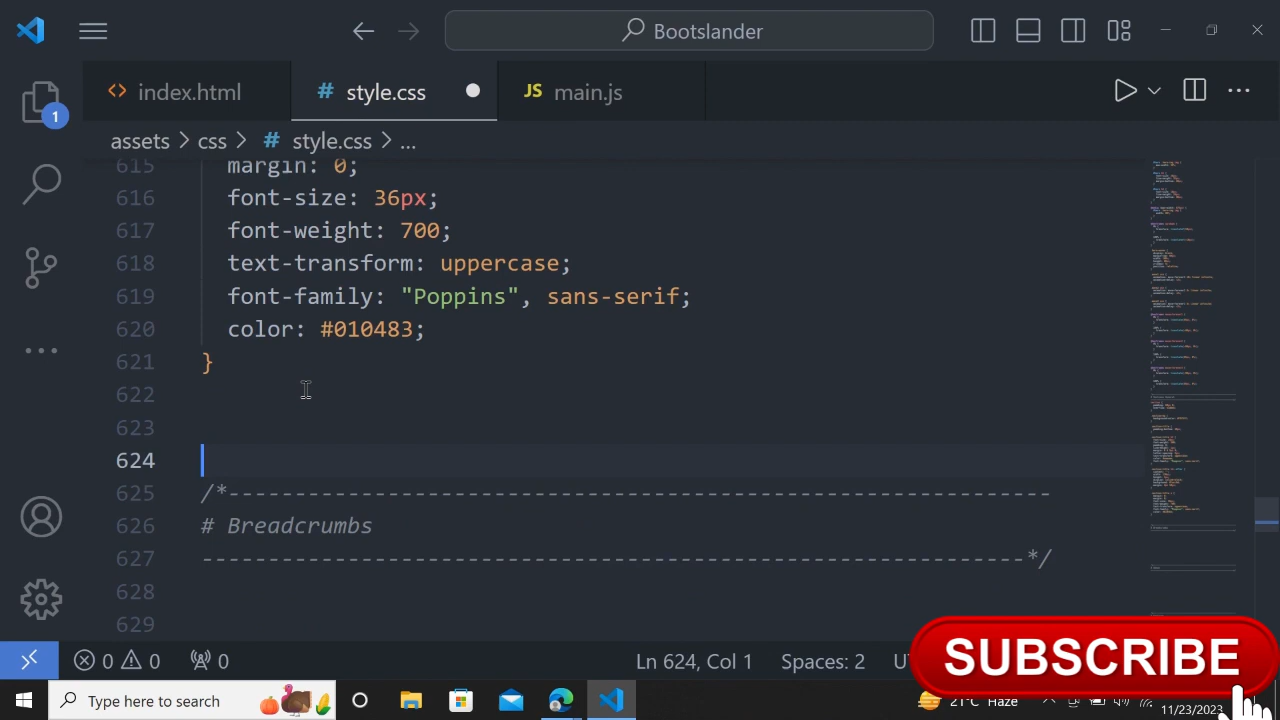 Bootslander
index.html
# style.css
JS main.js
1
assets > css > # style.css > ...
615 margin: 0;
616 font-size: 36px;
617 font-weight: 700;
618 text-transform: uppercase;
619 font-family: "Poppins", sans-serif;
620 color: #010483;
621 }
622
623
624
625 /*---------------------------------------------------------------
626 # Breadcrumbs
627 ---------------------------------------------------------------*/
628
629
0 0 0
Ln 624, Col 1 Spaces: 2
SUBSCRIBE
Type here to search
21°C Haze
11/23/2023